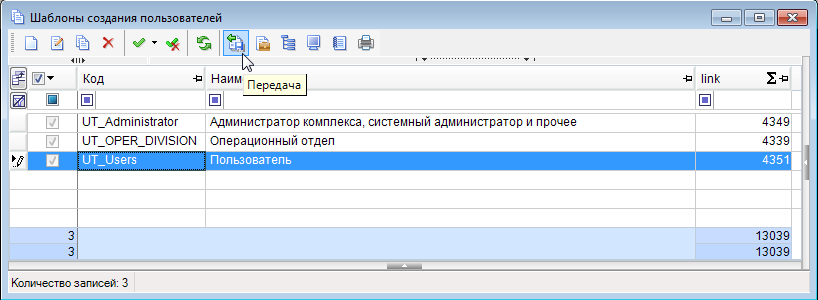 Шаблоны создания пользователей
Код Наим link Σ
Передача
UT_Administrator Администратор комплекса, системный администратор и прочее 4349
UT_OPER_DIVISION Операционный отдел 4339
UT_Users Пользователь 4351
3 13039
3 13039
Количество записей: 3